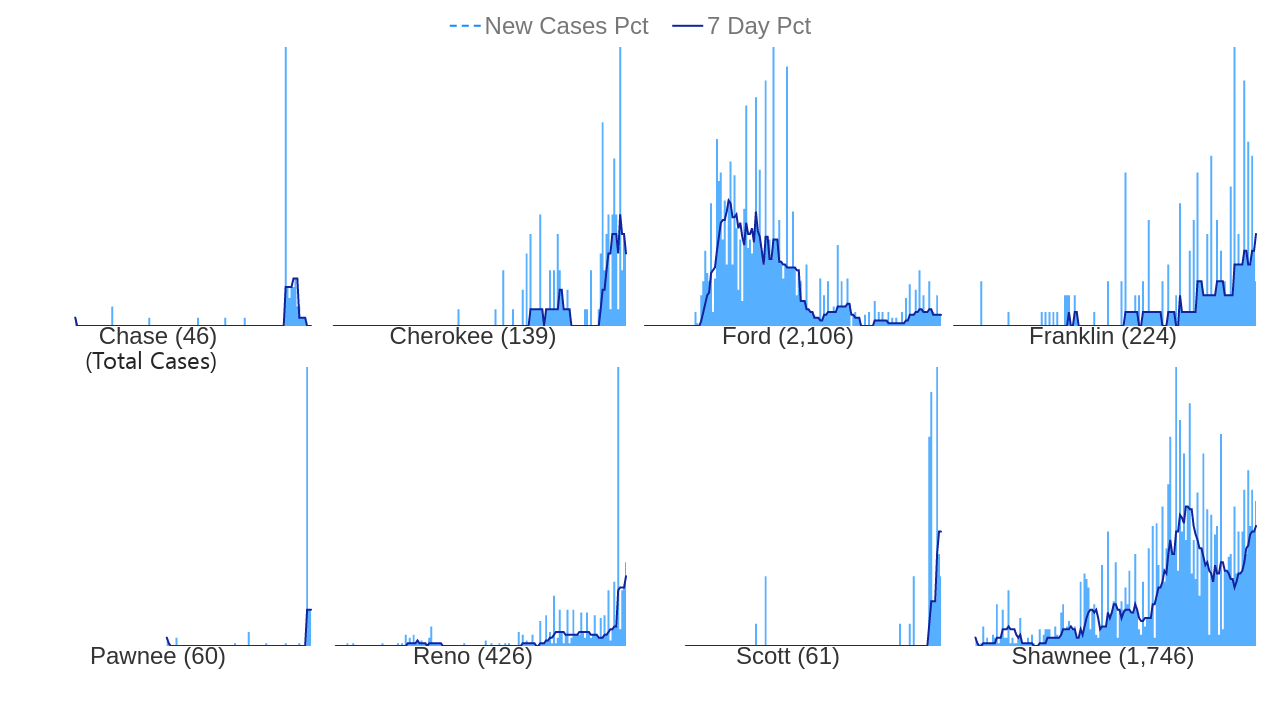 New Cases Pct 7 Day Pct
Chase (46) Cherokee (139) Ford (2,106) Franklin (224)
(Total Cases)
Pawnee (60) Reno (426) Scott (61) Shawnee (1,746)